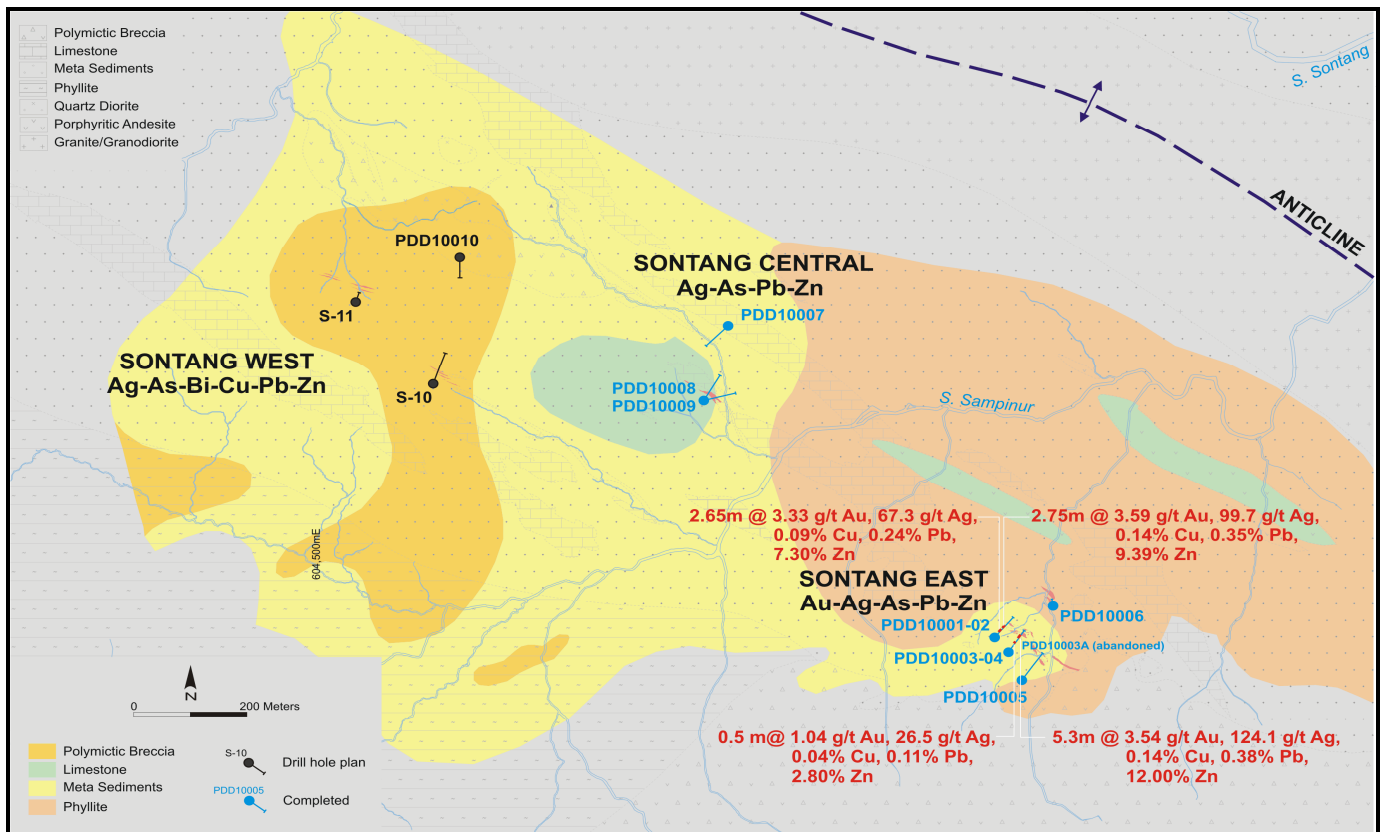 Polymictic Breccia
Limestone
Meta Sediments
Phyllite
Quartz Diorite
Porphyritic Andesite
Granite/Granodiorite
S. Sontang
ANTICLINE
PDD10010
SONTANG CENTRAL
Ag-As-Pb-Zn
PDD10007
S-11
SONTANG WEST
Ag-As-Bi-Cu-Pb-Zn
S-10
PDD10008
PDD10009
S. Sampinur
604,500mE
2.65m @ 3.33 g/t Au, 67.3 g/t Ag,
0.09% Cu, 0.24% Pb,
7.30% Zn
2.75m @ 3.59 g/t Au, 99.7 g/t Ag,
0.14% Cu, 0.35% Pb,
9.39% Zn
SONTANG EAST
Au-Ag-As-Pb-Zn
PDD10001-02
PDD10006
PDD10003A (abandoned)
PDD10003-04
PDD10005
N
0 200 Meters
0.5 m@ 1.04 g/t Au, 26.5 g/t Ag,
0.04% Cu, 0.11% Pb,
2.80% Zn
5.3m @ 3.54 g/t Au, 124.1 g/t Ag,
0.14% Cu, 0.38% Pb,
12.00% Zn
Polymictic Breccia
Limestone
Meta Sediments
Phyllite
S-10
Drill hole plan
PDD10005
Completed